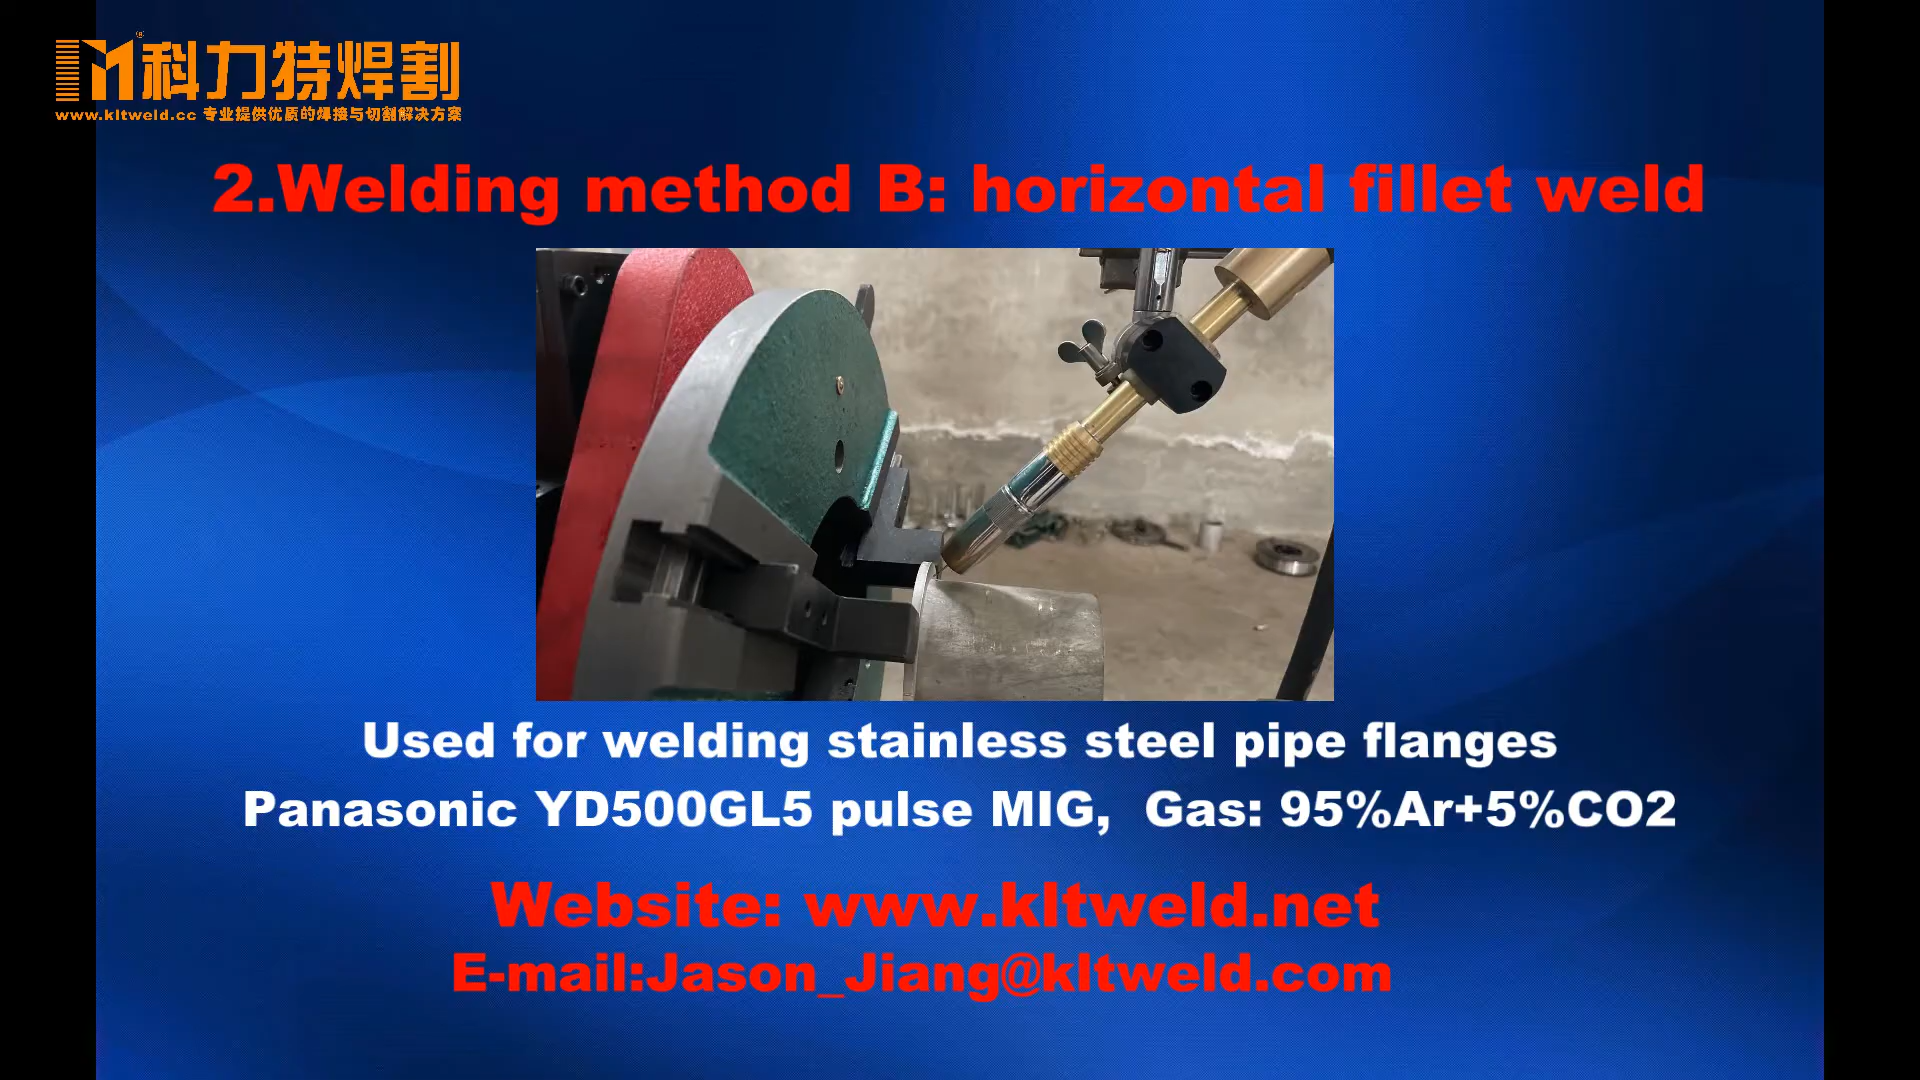 科力特焊割
www.kltweld.cc 专业提供优质的焊接与切割解决方案
2.Welding method B: horizontal fillet weld
Used for welding stainless steel pipe flanges
Panasonic YD500GL5 pulse MIG, Gas: 95%Ar+5%CO2
Website: www.kltweld.net
E-mail:Jason_Jiang@kltweld.com